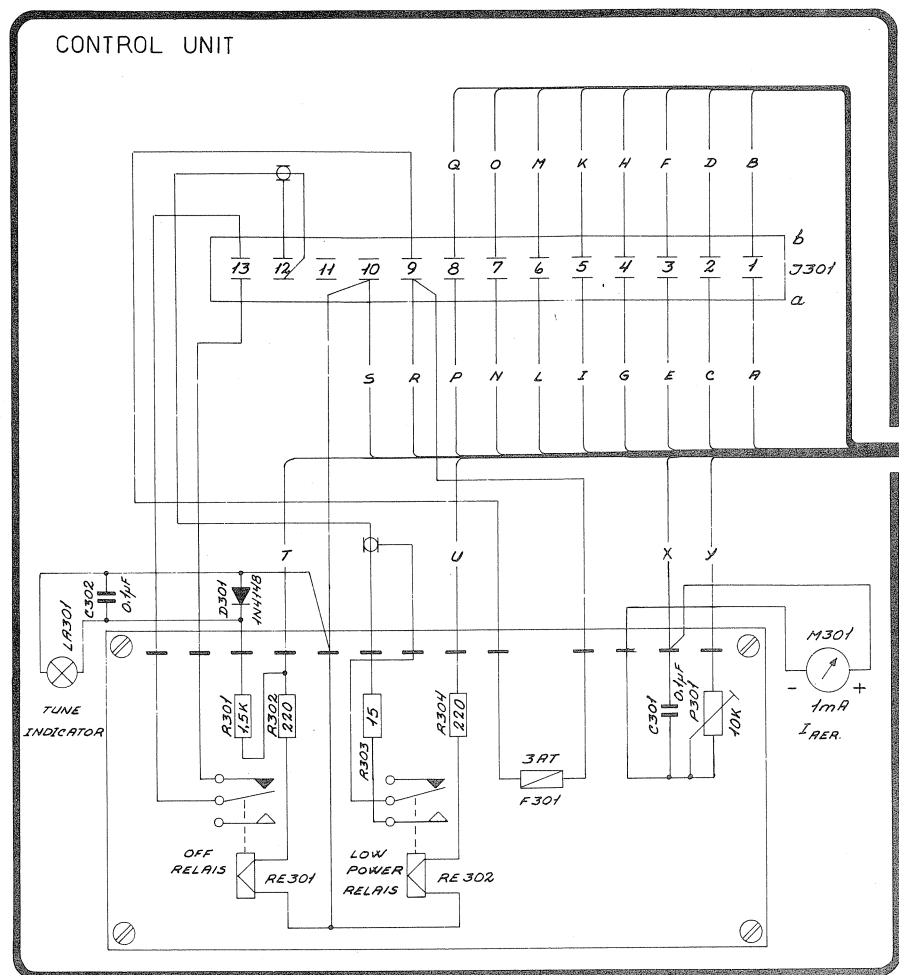 CONTROL UNIT
Q O M K H F D B
b
13 12 11 10 9 8 7 6 5 4 3 2 1
J301
a
S R P N L I G E C A
T U X Y
LA301
C302
0.1µF
D301
1N4148
TUNE
INDICATOR
R301
1,5K
R302
220
15
R303
R304
220
3AT
F301
C301
0,1µF
P301
10K
M301
- +
1mA
I AER.
OFF
RELAIS
RE301
LOW
POWER
RELAIS
RE302